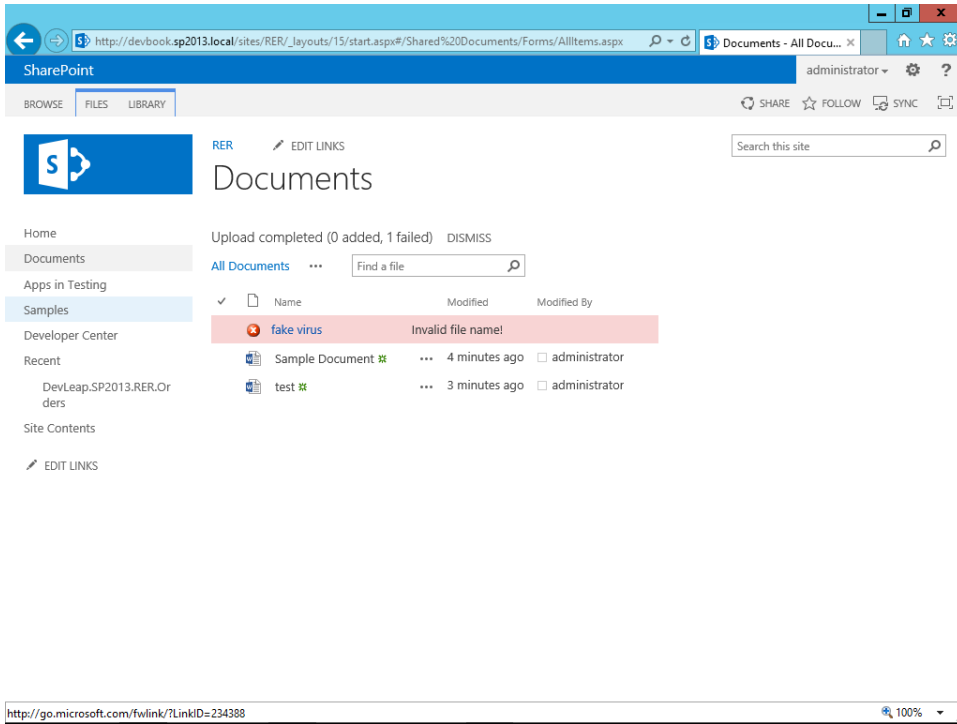 http://devbook.sp2013.local/sites/RER/_layouts/15/start.aspx#/Shared%20Documents/Forms/AllItems.aspx
Documents - All Docu...
SharePoint
administrator
?
BROWSE FILES LIBRARY
SHARE FOLLOW SYNC
S
RER EDIT LINKS
Search this site
Documents
Home
Documents
Apps in Testing
Samples
Developer Center
Recent
DevLeap.SP2013.RER.Or
ders
Site Contents
EDIT LINKS
Upload completed (0 added, 1 failed) DISMISS
All Documents ... Find a file
Name Modified Modified By
fake virus Invalid file name!
Sample Document ... 4 minutes ago administrator
test ... 3 minutes ago administrator
http://go.microsoft.com/fwlink/?LinkID=234388
100%